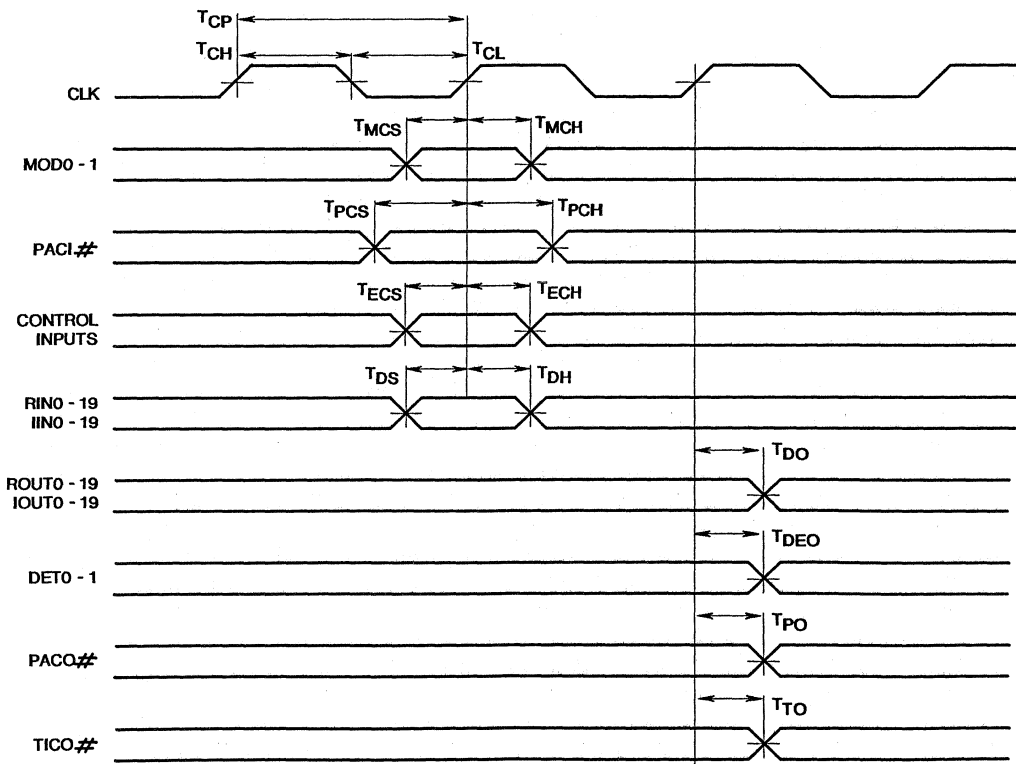 TCP
TCH
TCL
CLK
TMCS
TMCH
MOD0 - 1
TPCS
TPCH
PACI.#
TECS
TECH
CONTROL
INPUTS
TDS
TDH
RIN0 - 19
IIN0 - 19
TDO
ROUT0 - 19
IOUT0 - 19
TDEO
DET0 - 1
TPO
PACO.#
TTO
TICO.#